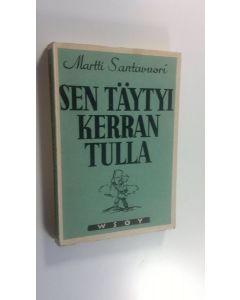 Martti Santavuori
SEN TÄYTYI
KERRAN
TULLA
WSOY